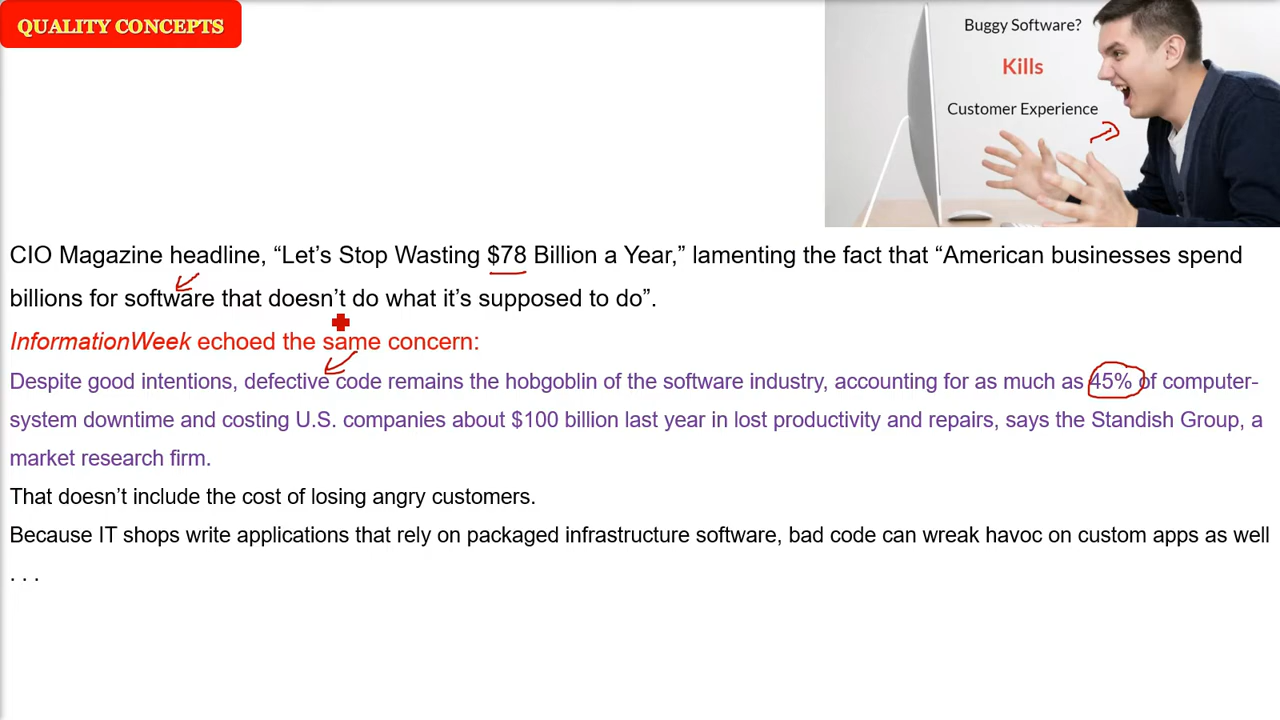 QUALITY CONCEPTS
Buggy Software?
Kills
Customer Experience
CIO Magazine headline, “Let’s Stop Wasting $78 Billion a Year,” lamenting the fact that “American businesses spend
billions for software that doesn’t do what it’s supposed to do”.
InformationWeek echoed the same concern:
Despite good intentions, defective code remains the hobgoblin of the software industry, accounting for as much as 45% of computer-
system downtime and costing U.S. companies about $100 billion last year in lost productivity and repairs, says the Standish Group, a
market research firm.
That doesn’t include the cost of losing angry customers.
Because IT shops write applications that rely on packaged infrastructure software, bad code can wreak havoc on custom apps as well
. . .